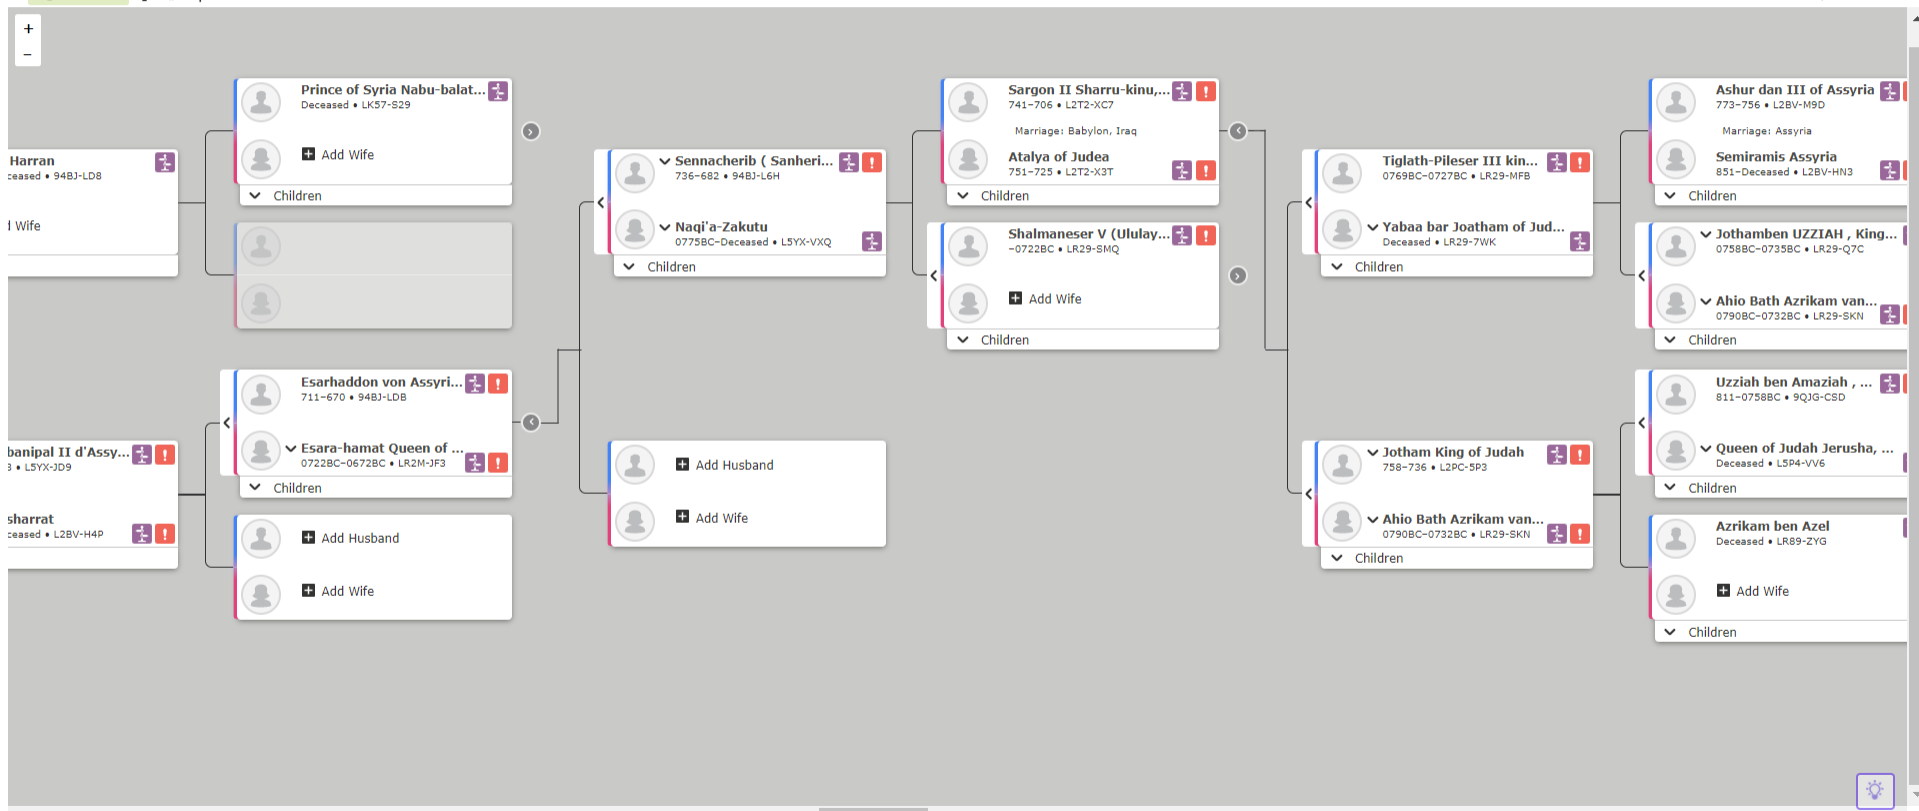 Harran
ceased • 94BJ-LD8
d Wife
banipal II d'Assy...
3 • L5YX-JD9
sharrat
ceased • L2BV-H4P
Prince of Syria Nabu-balat...
Deceased • LK57-S29
Add Wife
Children
Esarhaddon von Assyri...
711-670 • 94BJ-LDB
Esara-hamat Queen of ...
0722BC-0672BC • LR2M-JF3
Children
Add Husband
Add Wife
Sennacherib ( Sanheri...
736-682 • 94BJ-L6H
Naqi'a-Zakutu
0775BC-Deceased • L5YX-VXQ
Children
Add Husband
Add Wife
Sargon II Sharru-kinu,...
741-706 • L2T2-XC7
Marriage: Babylon, Iraq
Atalya of Judea
751-725 • L2T2-X3T
Children
Shalmaneser V (Ululay...
-0722BC • LR29-SMQ
Add Wife
Children
Tiglath-Pileser III kin...
0769BC-0727BC • LR29-MFB
Yabaa bar Joatham of Jud...
Deceased • LR29-7WK
Children
Jotham King of Judah
758-736 • L2PC-5P3
Ahio Bath Azrikam van...
0790BC-0732BC • LR29-SKN
Children
Ashur dan III of Assyria
773-756 • L2BV-M9D
Marriage: Assyria
Semiramis Assyria
851-Deceased • L2BV-HN3
Children
Jothamben UZZIAH , King...
0758BC-0735BC • LR29-Q7C
Ahio Bath Azrikam van...
0790BC-0732BC • LR29-SKN
Children
Uzziah ben Amaziah , ...
811-0758BC • 9QJG-CSD
Queen of Judah Jerusha, ...
Deceased • L5P4-VV6
Children
Azrikam ben Azel
Deceased • LR89-ZYG
Add Wife
Children